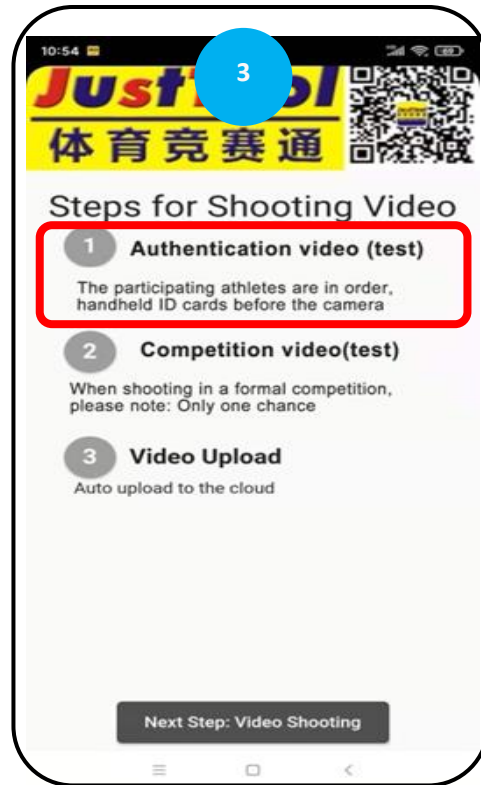 10:54
3
体育竞赛通
Steps for Shooting Video
1 Authentication video (test)
The participating athletes are in order,
handheld ID cards before the camera
2 Competition video(test)
When shooting in a formal competition,
please note: Only one chance
3 Video Upload
Auto upload to the cloud
Next Step: Video Shooting